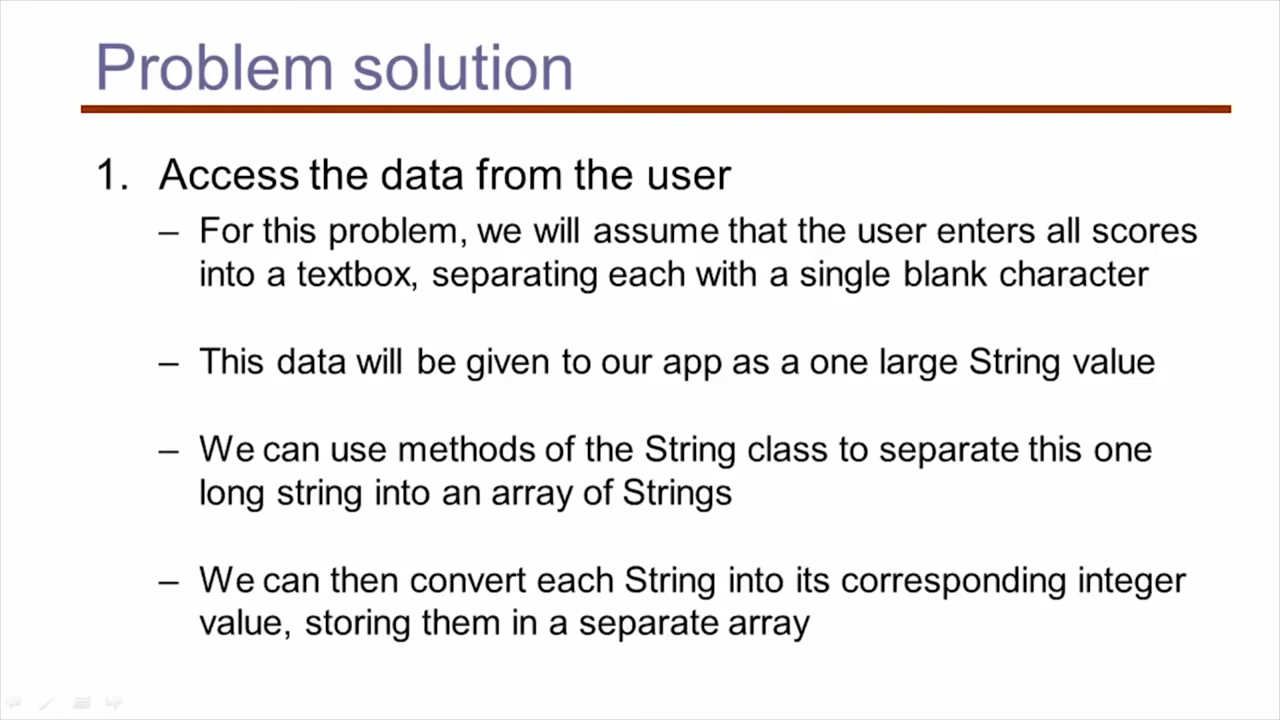 Problem solution
1. Access the data from the user
– For this problem, we will assume that the user enters all scores
into a textbox, separating each with a single blank character
– This data will be given to our app as a one large String value
– We can use methods of the String class to separate this one
long string into an array of Strings
– We can then convert each String into its corresponding integer
value, storing them in a separate array